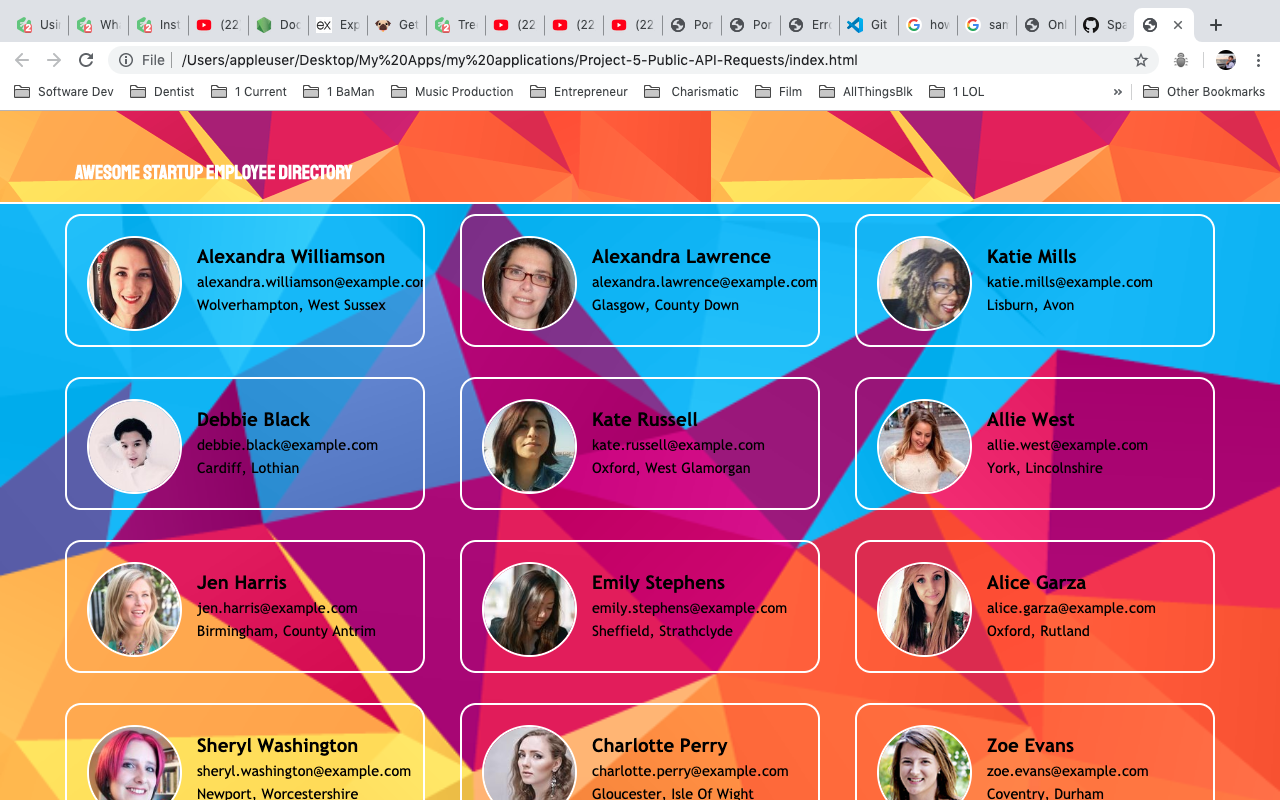 Usin
Wha
Inst
(22
Doc
ex Exp
Get
Tre
(22
(22
(22
Por
Por
Erro
Git
how
sam
Onl
Spa
File /Users/appleuser/Desktop/My%20Apps/my%20applications/Project-5-Public-API-Requests/index.html
Software Dev Dentist 1 Current 1 BaMan Music Production Entrepreneur Charismatic Film AllThingsBlk 1 LOL » Other Bookmarks
AWESOME STARTUP EMPLOYEE DIRECTORY
Alexandra Williamson
alexandra.williamson@example.com
Wolverhampton, West Sussex
Alexandra Lawrence
alexandra.lawrence@example.com
Glasgow, County Down
Katie Mills
katie.mills@example.com
Lisburn, Avon
Debbie Black
debbie.black@example.com
Cardiff, Lothian
Kate Russell
kate.russell@example.com
Oxford, West Glamorgan
Allie West
allie.west@example.com
York, Lincolnshire
Jen Harris
jen.harris@example.com
Birmingham, County Antrim
Emily Stephens
emily.stephens@example.com
Sheffield, Strathclyde
Alice Garza
alice.garza@example.com
Oxford, Rutland
Sheryl Washington
sheryl.washington@example.com
Newport, Worcestershire
Charlotte Perry
charlotte.perry@example.com
Gloucester, Isle Of Wight
Zoe Evans
zoe.evans@example.com
Coventry, Durham